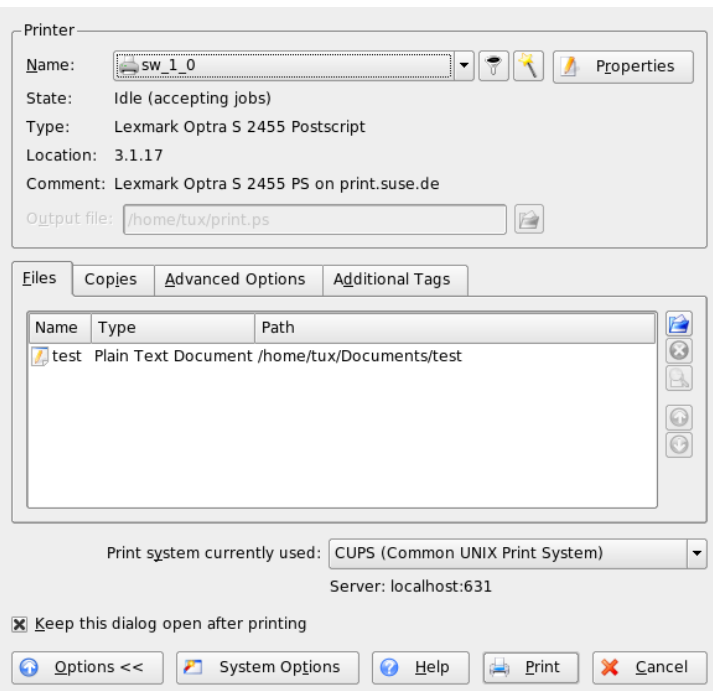 Printer
Name: sw_1_0 Properties
State: Idle (accepting jobs)
Type: Lexmark Optra S 2455 Postscript
Location: 3.1.17
Comment: Lexmark Optra S 2455 PS on print.suse.de
Output file: /home/tux/print.ps
Files Copies Advanced Options Additional Tags
Name Type Path
test Plain Text Document /home/tux/Documents/test
Print system currently used: CUPS (Common UNIX Print System)
Server: localhost:631
Keep this dialog open after printing
Options << System Options Help Print Cancel